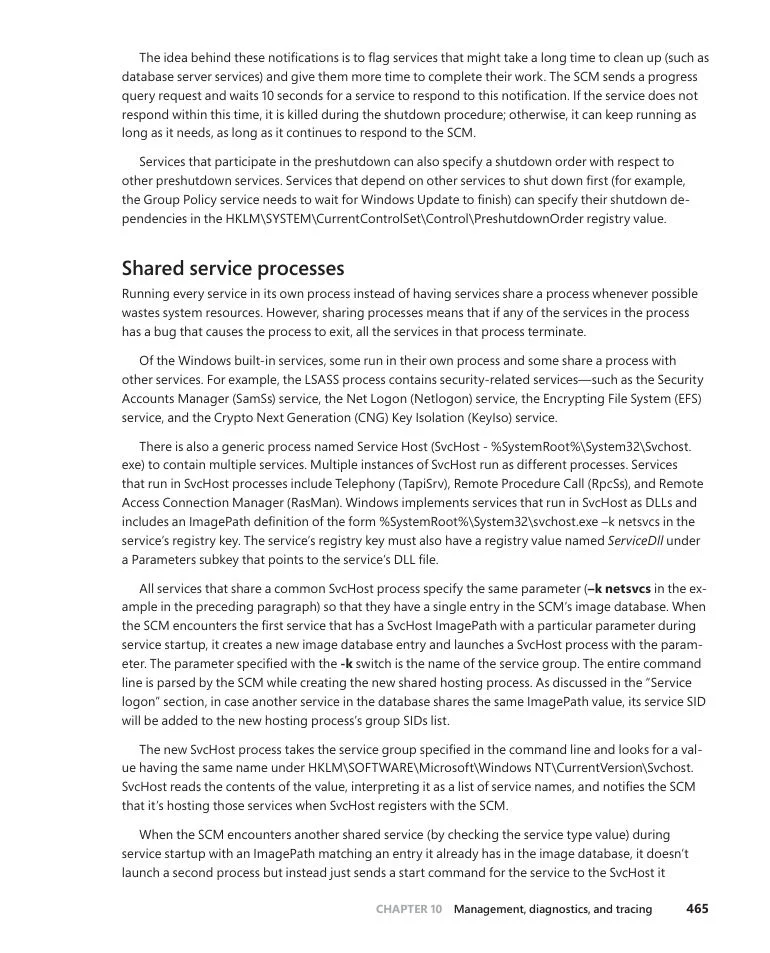 The idea behind these notifications is to flag services that might take a long time to clean up (such as
database server services) and give them more time to complete their work. The SCM sends a progress
query request and waits 10 seconds for a service to respond to this notification. If the service does not
respond within this time, it is killed during the shutdown procedure; otherwise, it can keep running as
long as it needs, as long as it continues to respond to the SCM.
Services that participate in the preshutdown can also specify a shutdown order with respect to
other preshutdown services. Services that depend on other services to shut down first (for example,
the Group Policy service needs to wait for Windows Update to finish) can specify their shutdown de-
pendencies in the HKLM\SYSTEM\CurrentControlSet\Control\PreshutdownOrder registry value.
Shared service processes
Running every service in its own process instead of having services share a process whenever possible
wastes system resources. However, sharing processes means that if any of the services in the process
has a bug that causes the process to exit, all the services in that process terminate.
Of the Windows built-in services, some run in their own process and some share a process with
other services. For example, the LSASS process contains security-related services—such as the Security
Accounts Manager (SamSs) service, the Net Logon (Netlogon) service, the Encrypting File System (EFS)
service, and the Crypto Next Generation (CNG) Key Isolation (KeyIso) service.
There is also a generic process named Service Host (SvcHost - %SystemRoot%\System32\Svchost.
exe) to contain multiple services. Multiple instances of SvcHost run as different processes. Services
that run in SvcHost processes include Telephony (TapiSrv), Remote Procedure Call (RpcSs), and Remote
Access Connection Manager (RasMan). Windows implements services that run in SvcHost as DLLs and
includes an ImagePath definition of the form %SystemRoot%\System32\svchost.exe –k netsvcs in the
service's registry key. The service's registry key must also have a registry value named ServiceDll under
a Parameters subkey that points to the service's DLL file.
All services that share a common SvcHost process specify the same parameter (–k netsvcs in the ex-
ample in the preceding paragraph) so that they have a single entry in the SCM's image database. When
the SCM encounters the first service that has a SvcHost ImagePath with a particular parameter during
service startup, it creates a new image database entry and launches a SvcHost process with the param-
eter. The parameter specified with the -k switch is the name of the service group. The entire command
line is parsed by the SCM while creating the new shared hosting process. As discussed in the "Service
logon" section, in case another service in the database shares the same ImagePath value, its service SID
will be added to the new hosting process's group SIDs list.
The new SvcHost process takes the service group specified in the command line and looks for a val-
ue having the same name under HKLM\SOFTWARE\Microsoft\Windows NT\CurrentVersion\Svchost.
SvcHost reads the contents of the value, interpreting it as a list of service names, and notifies the SCM
that it's hosting those services when SvcHost registers with the SCM.
When the SCM encounters another shared service (by checking the service type value) during
service startup with an ImagePath matching an entry it already has in the image database, it doesn't
launch a second process but instead just sends a start command for the service to the SvcHost it
CHAPTER 10 Management, diagnostics, and tracing 465